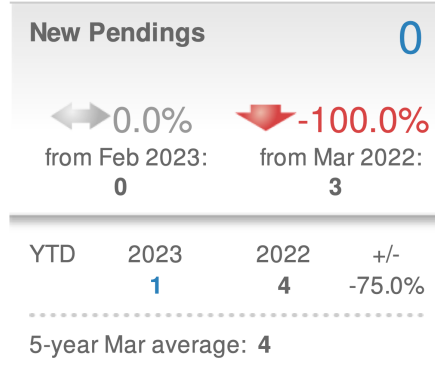 New Pendings 0
0.0% -100.0%
from Feb 2023: from Mar 2022:
0 3
YTD 2023 2022 +/-
1 4 -75.0%
5-year Mar average: 4